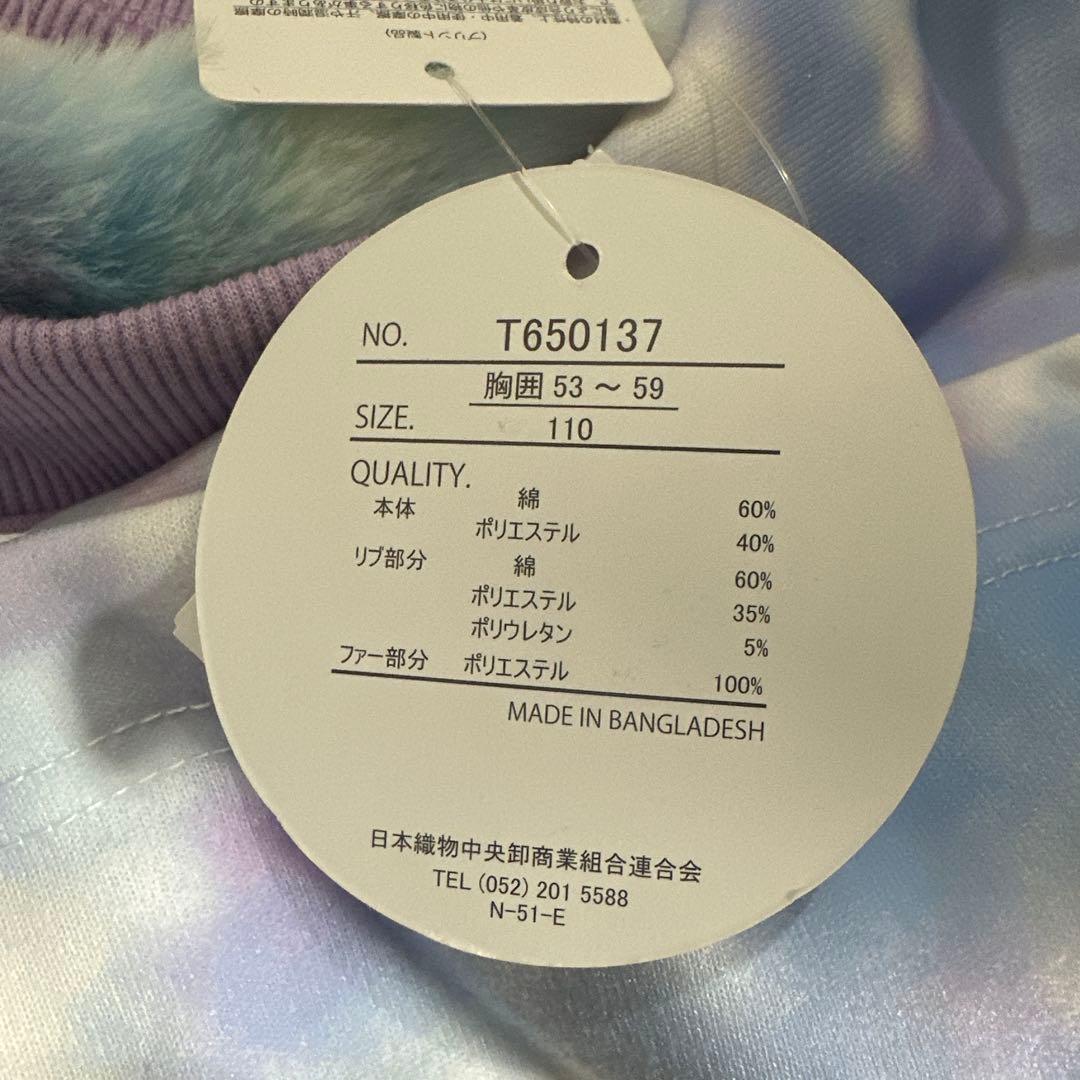 (プリント製品)
NO. T650137
胸囲 53 ～ 59
SIZE. 110
QUALITY.
本体 綿 60%
ポリエステル 40%
リブ部分 綿 60%
ポリエステル 35%
ポリウレタン 5%
ファー部分 ポリエステル 100%
MADE IN BANGLADESH
日本織物中央卸商業組合連合会
TEL (052) 201 5588
N-51-E